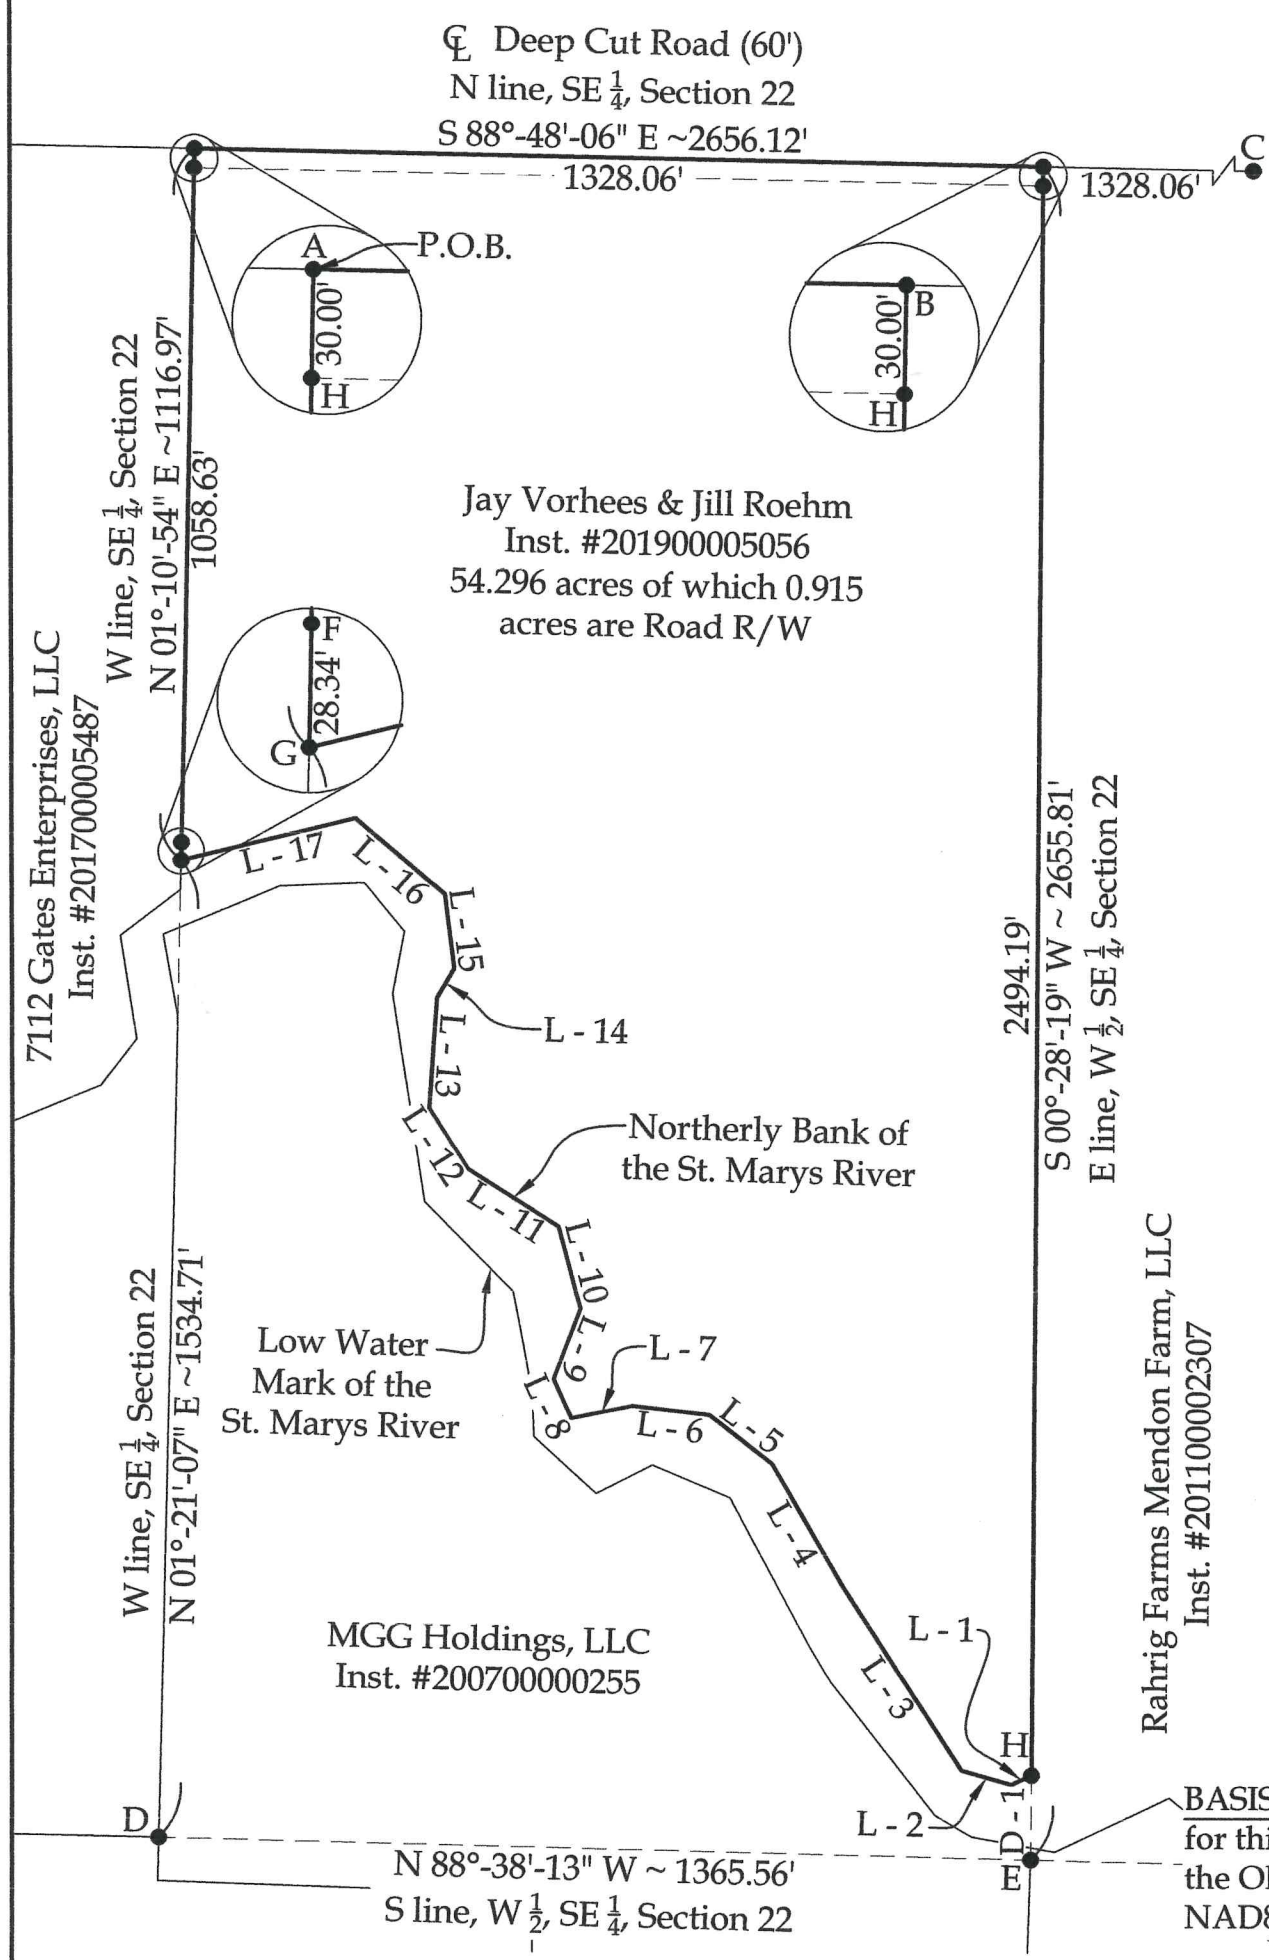 ℄ Deep Cut Road (60')
N line, SE 1/4, Section 22
S 88°-48'-06" E ~2656.12'
1328.06'
1328.06'
C
A
P.O.B.
30.00'
H
B
30.00'
H
W line, SE 1/4, Section 22
N 01°-10'-54" E ~1116.97'
1058.63'
Jay Vorhees & Jill Roehm
Inst. #201900005056
54.296 acres of which 0.915
acres are Road R/W
7112 Gates Enterprises, LLC
Inst. #201700005487
F
28.34'
G
L - 17
L - 16
L - 15
L - 14
L - 13
L - 12
L - 11
L - 10
L - 9
L - 8
L - 7
L - 6
L - 5
L - 4
L - 3
L - 2
L - 1
Northerly Bank of
the St. Marys River
2494.19'
S 00°-28'-19" W ~ 2655.81'
E line, W 1/2, SE 1/4, Section 22
Rahrig Farms Mendon Farm, LLC
Inst. #201100002307
Low Water
Mark of the
St. Marys River
W line, SE 1/4, Section 22
N 01°-21'-07" E ~1534.71'
MGG Holdings, LLC
Inst. #200700000255
H
D - 1
E
D
N 88°-38'-13" W ~ 1365.56'
S line, W 1/2, SE 1/4, Section 22
BASIS
for thi
the O
NAD8